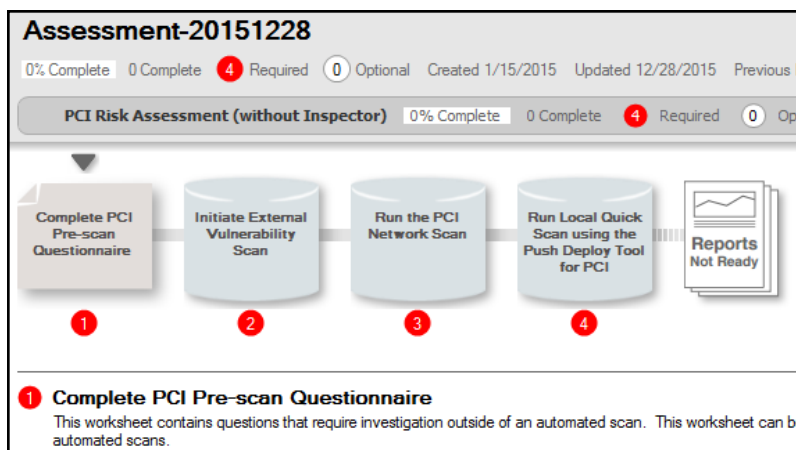 Assessment-20151228
0% Complete 0 Complete 4 Required 0 Optional Created 1/15/2015 Updated 12/28/2015 Previous
PCI Risk Assessment (without Inspector) 0% Complete 0 Complete 4 Required 0 Op
Complete PCI
Pre-scan
Questionnaire
Initiate External
Vulnerability
Scan
Run the PCI
Network Scan
Run Local Quick
Scan using the
Push Deploy Tool
for PCI
Reports
Not Ready
1
2
3
4
1 Complete PCI Pre-scan Questionnaire
This worksheet contains questions that require investigation outside of an automated scan. This worksheet can b
automated scans.